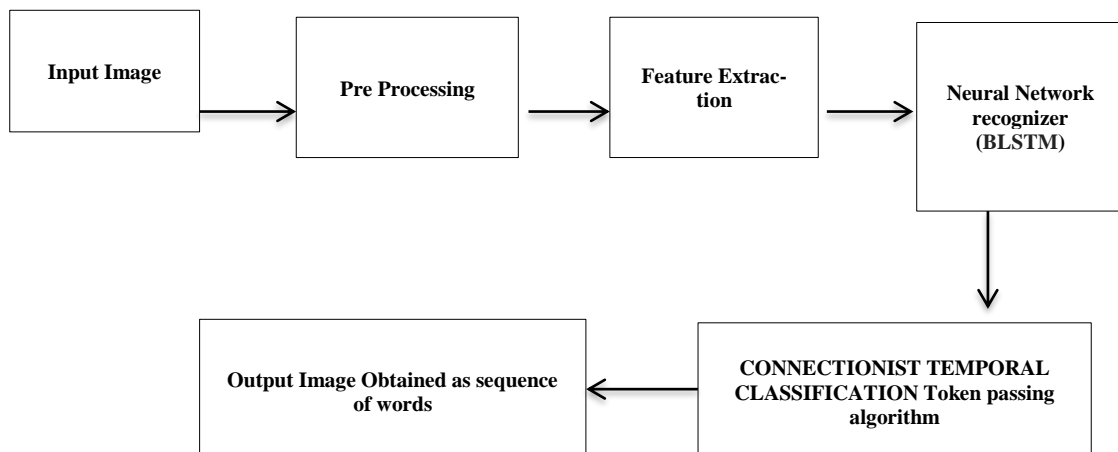 Input Image
Pre Processing
Feature Extrac-
tion
Neural Network
recognizer
(BLSTM)
CONNECTIONIST TEMPORAL
CLASSIFICATION Token passing
algorithm
Output Image Obtained as sequence
of words